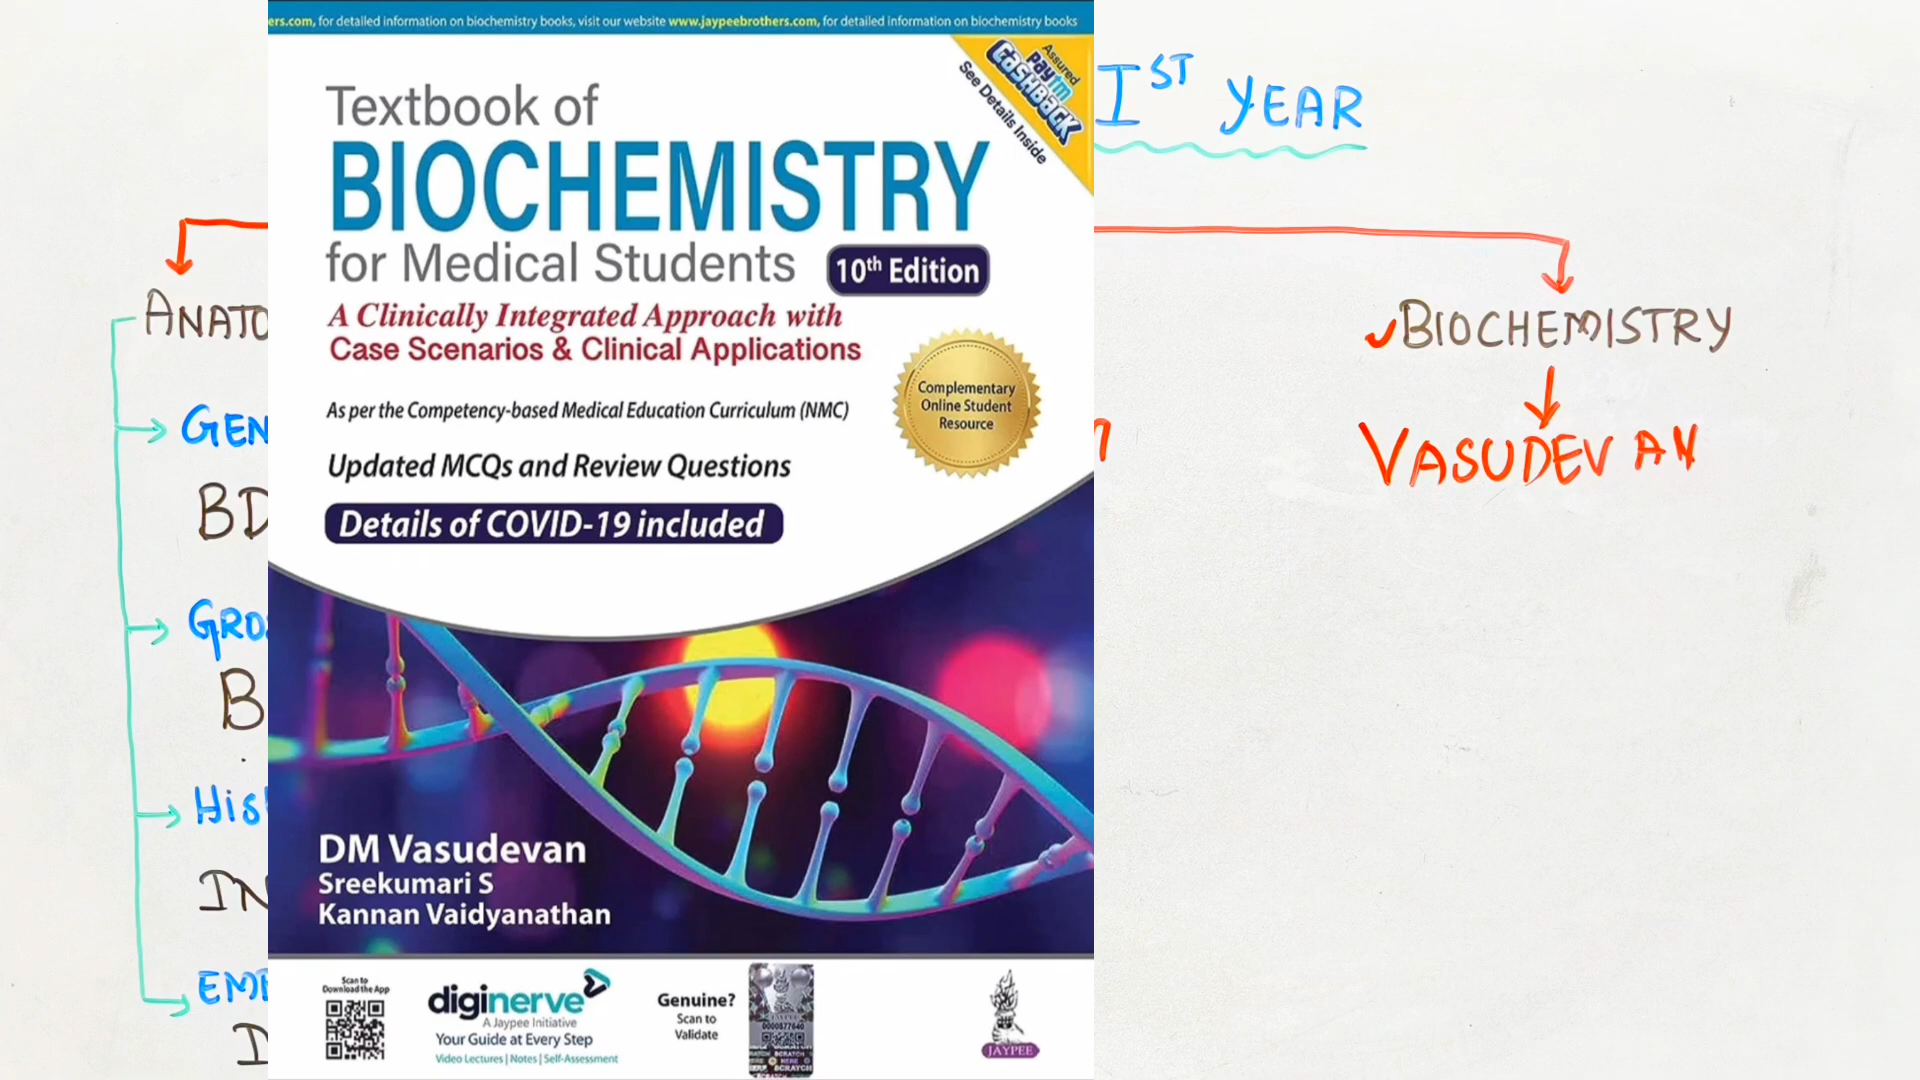 ers.com, for detailed information on biochemistry books, visit our website www.jaypeebrothers.com, for detailed information on biochemistry books
Assured
paytm
CASHBACK
See Details Inside
Textbook of
BIOCHEMISTRY
for Medical Students
10th Edition
A Clinically Integrated Approach with
Case Scenarios & Clinical Applications
As per the Competency-based Medical Education Curriculum (NMC)
Complementary
Online Student
Resource
Updated MCQs and Review Questions
Details of COVID-19 included
DM Vasudevan
Sreekumari S
Kannan Vaidyanathan
Scan to
Download the App
diginerve
A Jaypee Initiative
Your Guide at Every Step
Video Lectures | Notes | Self-Assessment
Genuine?
Scan to
Validate
JAYPEE
0000877640
JAYPEE
IST YEAR
ANATO
GEN
BD
GRO
B
HIS
IN
EMB
D
BIOCHEMISTRY
VASUDEVAN